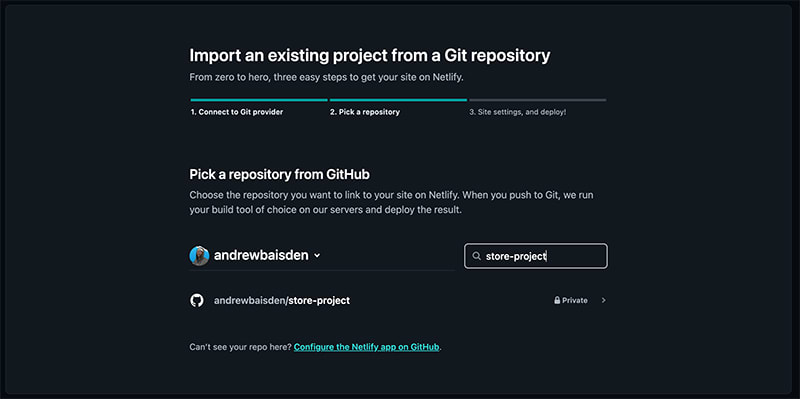 Import an existing project from a Git repository
From zero to hero, three easy steps to get your site on Netlify.
1. Connect to Git provider
2. Pick a repository
3. Site settings, and deploy!
Pick a repository from GitHub
Choose the repository you want to link to your site on Netlify. When you push to Git, we run
your build tool of choice on our servers and deploy the result.
andrewbaisden
store-project
andrewbaisden/store-project
Private
Can't see your repo here? Configure the Netlify app on GitHub.